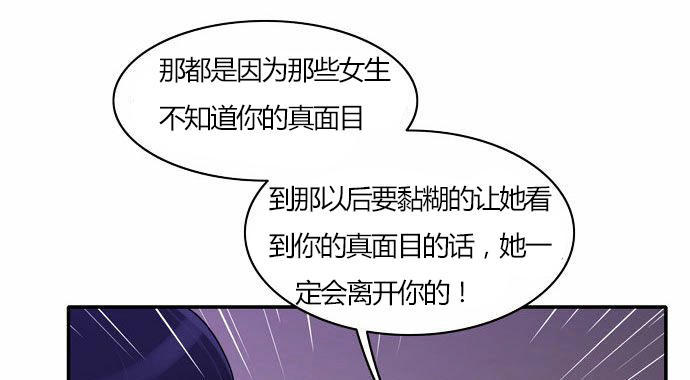 那都是因为那些女生
不知道你的真面目
到那以后要黏糊的让她看
到你的真面目的话，她一
定会离开你的！